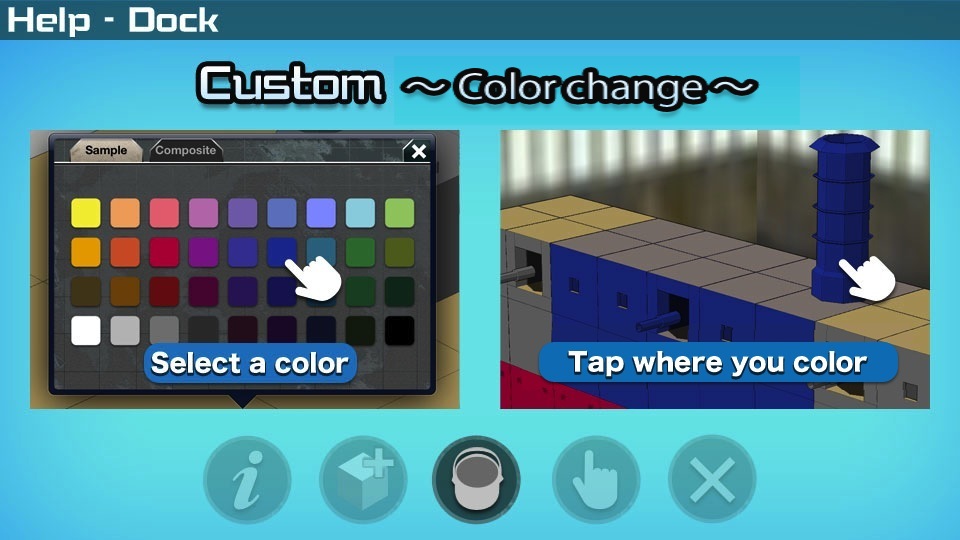 Help - Dock
Custom ～Color change～
Sample
Composite
Select a color
Tap where you color